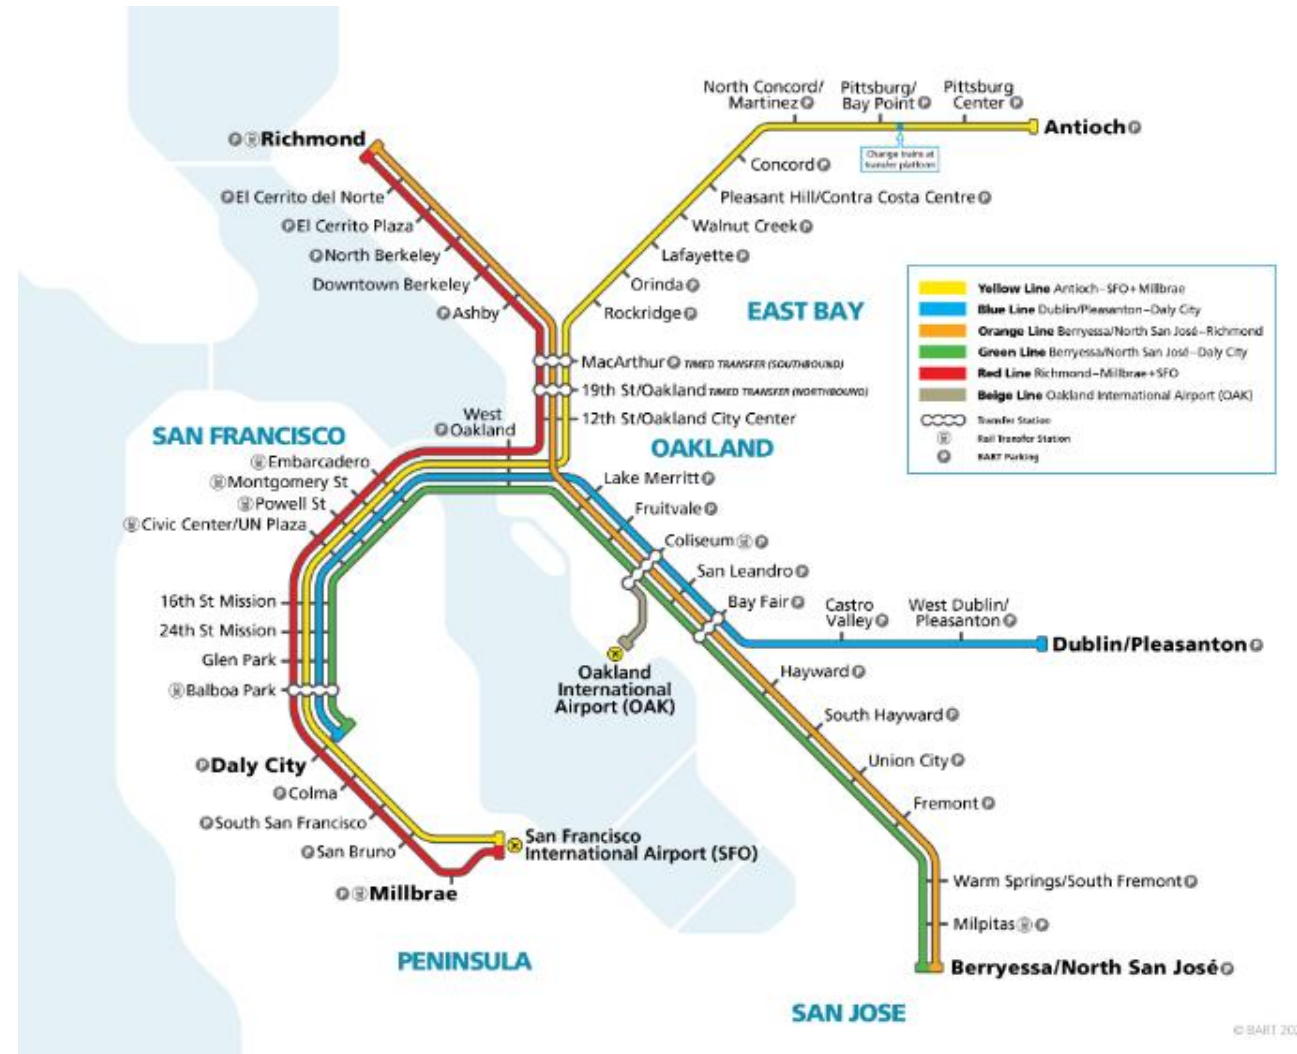 North Concord/
Martinez
Pittsburg/
Bay Point
Pittsburg
Center
Antioch
Richmond
Change trains at
transfer platform
Concord
El Cerrito del Norte
Pleasant Hill/Contra Costa Centre
El Cerrito Plaza
Walnut Creek
North Berkeley
Lafayette
Downtown Berkeley
Orinda
Ashby
Rockridge
EAST BAY
Yellow Line Antioch–SFO+Millbrae
Blue Line Dublin/Pleasanton–Daly City
Orange Line Berryessa/North San José–Richmond
Green Line Berryessa/North San José–Daly City
Red Line Richmond–Millbrae+SFO
Beige Line Oakland International Airport (OAK)
Transfer Station
Rail Transfer Station
BART Parking
MacArthur TIMED TRANSFER (SOUTHBOUND)
19th St/Oakland TIMED TRANSFER (NORTHBOUND)
12th St/Oakland City Center
West
Oakland
SAN FRANCISCO
OAKLAND
Embarcadero
Montgomery St
Powell St
Civic Center/UN Plaza
Lake Merritt
Fruitvale
Coliseum
San Leandro
Bay Fair
Castro
Valley
West Dublin/
Pleasanton
Dublin/Pleasanton
16th St Mission
24th St Mission
Glen Park
Balboa Park
Oakland
International
Airport (OAK)
Hayward
South Hayward
Union City
Fremont
Daly City
Colma
South San Francisco
San Bruno
Millbrae
San Francisco
International Airport (SFO)
Warm Springs/South Fremont
Milpitas
Berryessa/North San José
PENINSULA
SAN JOSE
© BART